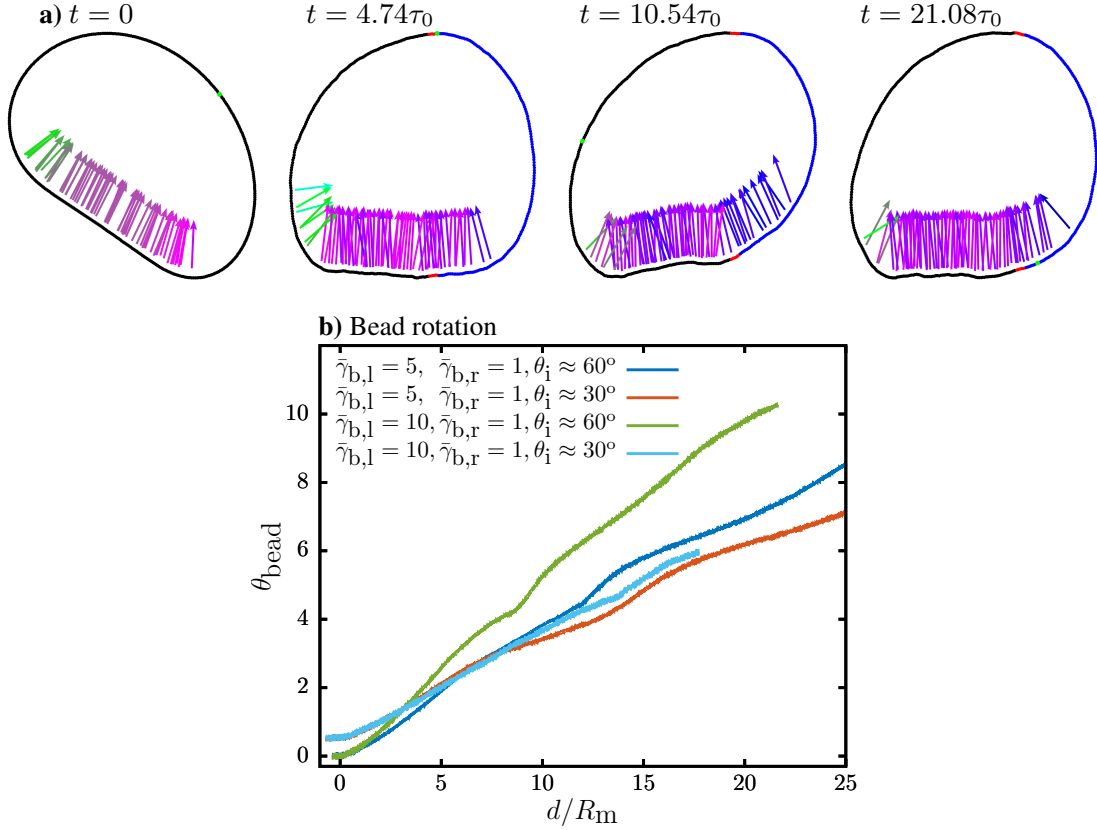 a) t = 0
t = 4.74τ₀
t = 10.54τ₀
t = 21.08τ₀
b) Bead rotation
γ̄b,l = 5, γ̄b,r = 1, θi ≈ 60°
γ̄b,l = 5, γ̄b,r = 1, θi ≈ 30°
γ̄b,l = 10, γ̄b,r = 1, θi ≈ 60°
γ̄b,l = 10, γ̄b,r = 1, θi ≈ 30°
10
8
6
4
2
0
θbead
0 5 10 15 20 25
d/Rm